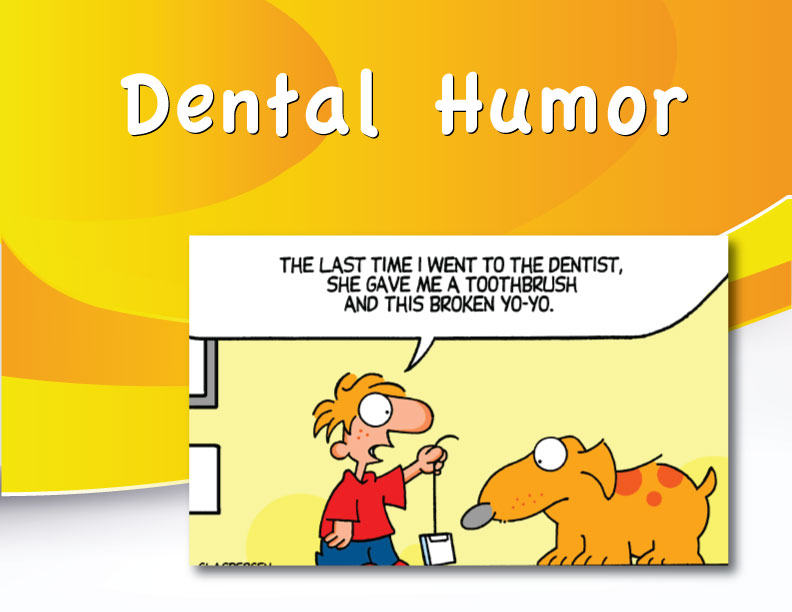 Dental Humor
THE LAST TIME I WENT TO THE DENTIST,
SHE GAVE ME A TOOTHBRUSH
AND THIS BROKEN YO-YO.